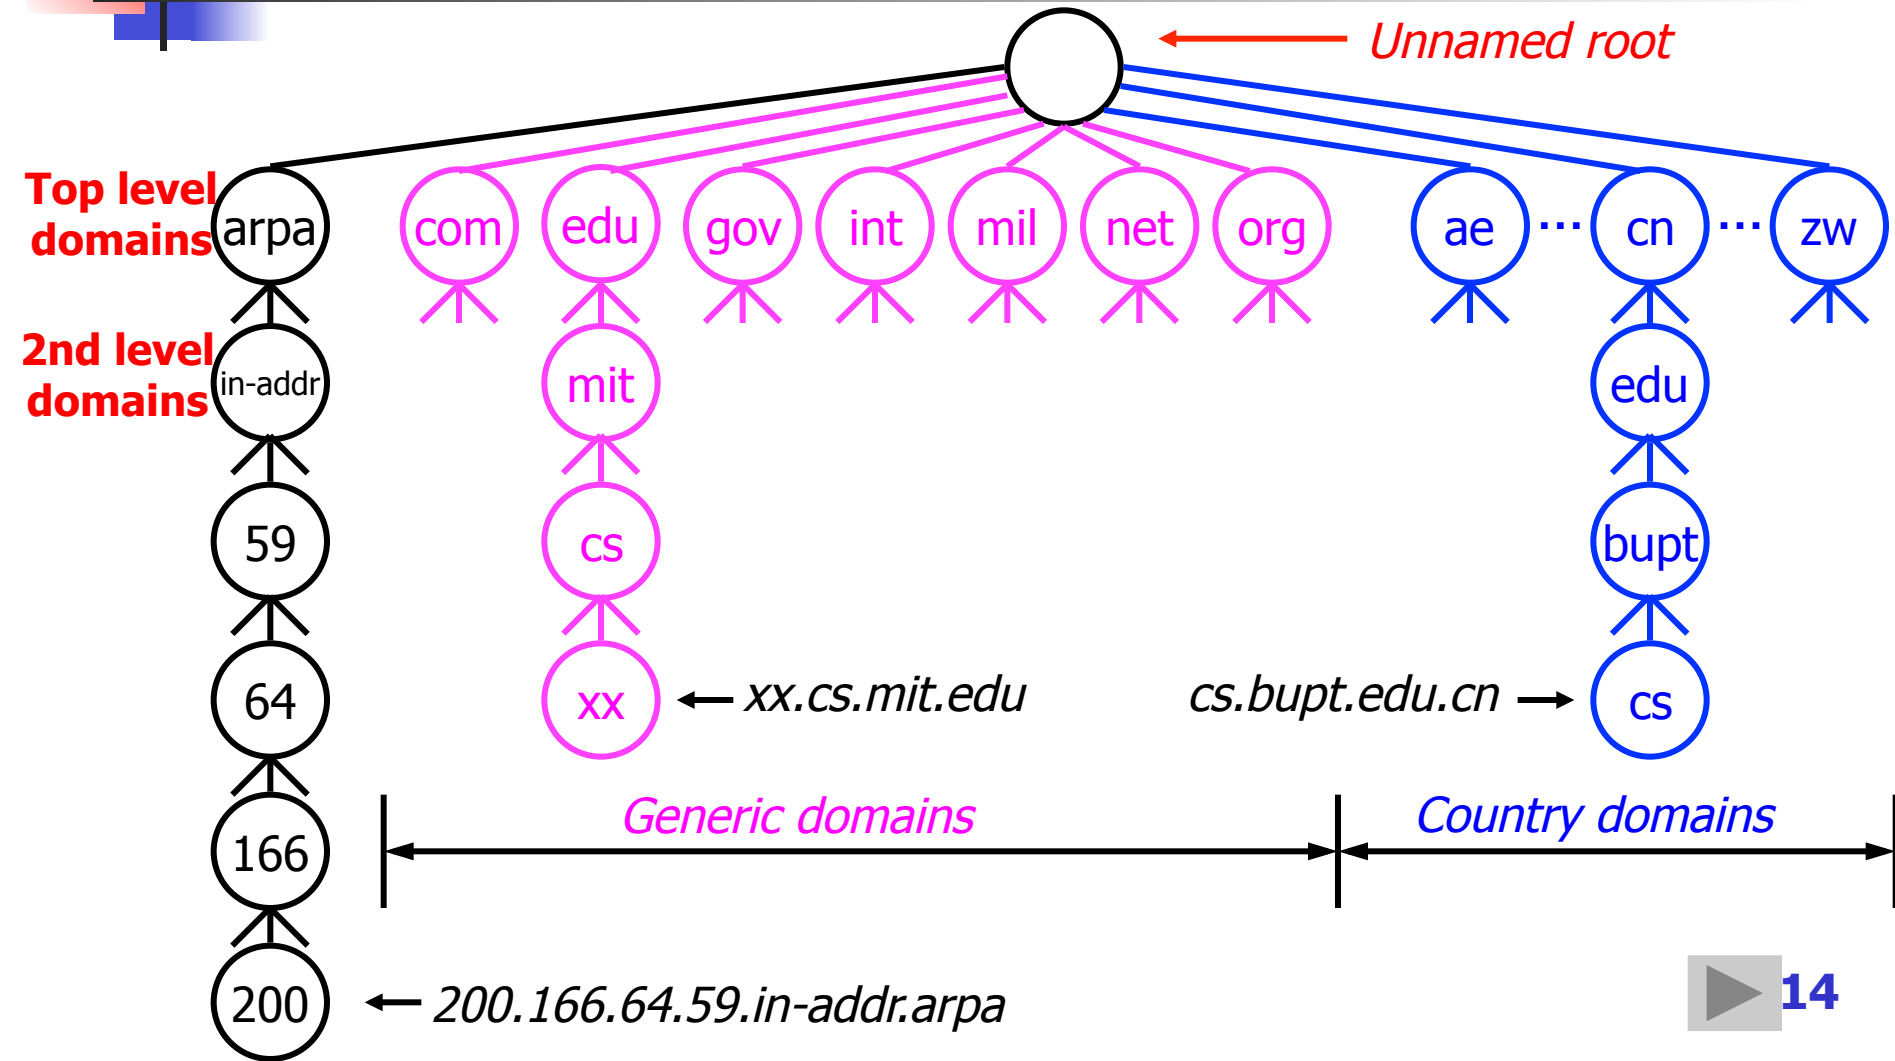 Unnamed root
Top level
domains
arpa
com
edu
gov
int
mil
net
org
ae
...
cn
...
zw
2nd level
domains
in-addr
mit
edu
59
cs
bupt
64
xx
xx.cs.mit.edu
cs.bupt.edu.cn
cs
166
Generic domains
Country domains
200
200.166.64.59.in-addr.arpa
14